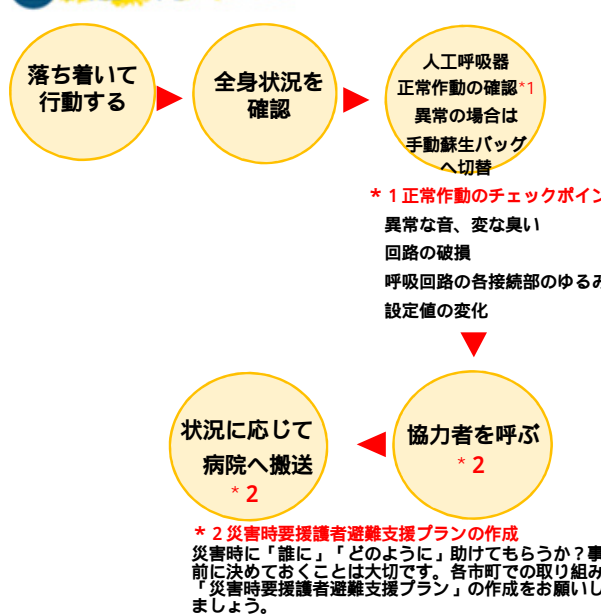 落ち着いて
行動する
全身状況を
確認
人工呼吸器
正常作動の確認*1
異常の場合は
手動蘇生バッグ
へ切替
*1正常作動のチェックポイン
異常な音、変な臭い
回路の破損
呼吸回路の各接続部のゆるみ
設定値の変化
状況に応じて
病院へ搬送
*2
協力者を呼ぶ
*2
*2災害時要援護者避難支援プランの作成
災害時に「誰に」「どのように」助けてもらうか?事
前に決めておくことは大切です。各市町での取り組み
「災害時要援護者避難支援プラン」の作成をお願いし
ましょう。